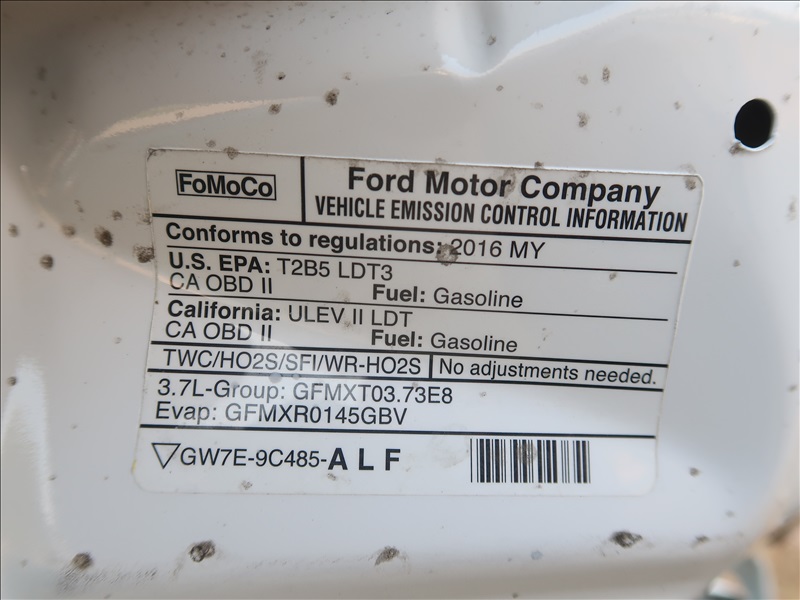 FoMoCo
Ford Motor Company
VEHICLE EMISSION CONTROL INFORMATION
Conforms to regulations: 2016 MY
U.S. EPA: T2B5 LDT3
CA OBD II Fuel: Gasoline
California: ULEV II LDT
CA OBD II Fuel: Gasoline
TWC/HO2S/SFI/WR-HO2S No adjustments needed.
3.7L-Group: GFMXT03.73E8
Evap: GFMXR0145GBV
GW7E-9C485-ALF